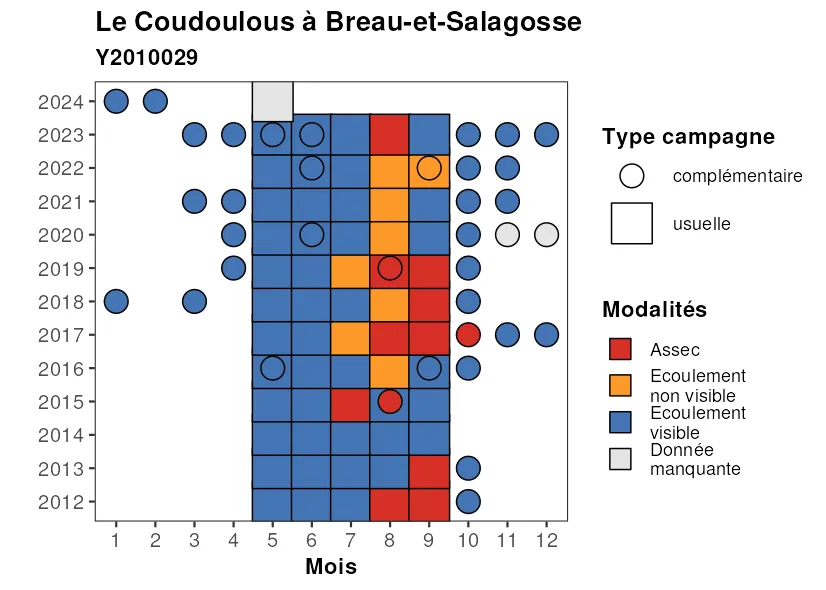 Le Coudoulous à Breau-et-Salagosse
Y2010029
2024
2023
2022
2021
2020
2019
2018
2017
2016
2015
2014
2013
2012
1 2 3 4 5 6 7 8 9 10 11 12
Mois
Type campagne
complémentaire
usuelle
Modalités
Assec
Ecoulement
non visible
Ecoulement
visible
Donnée
manquante